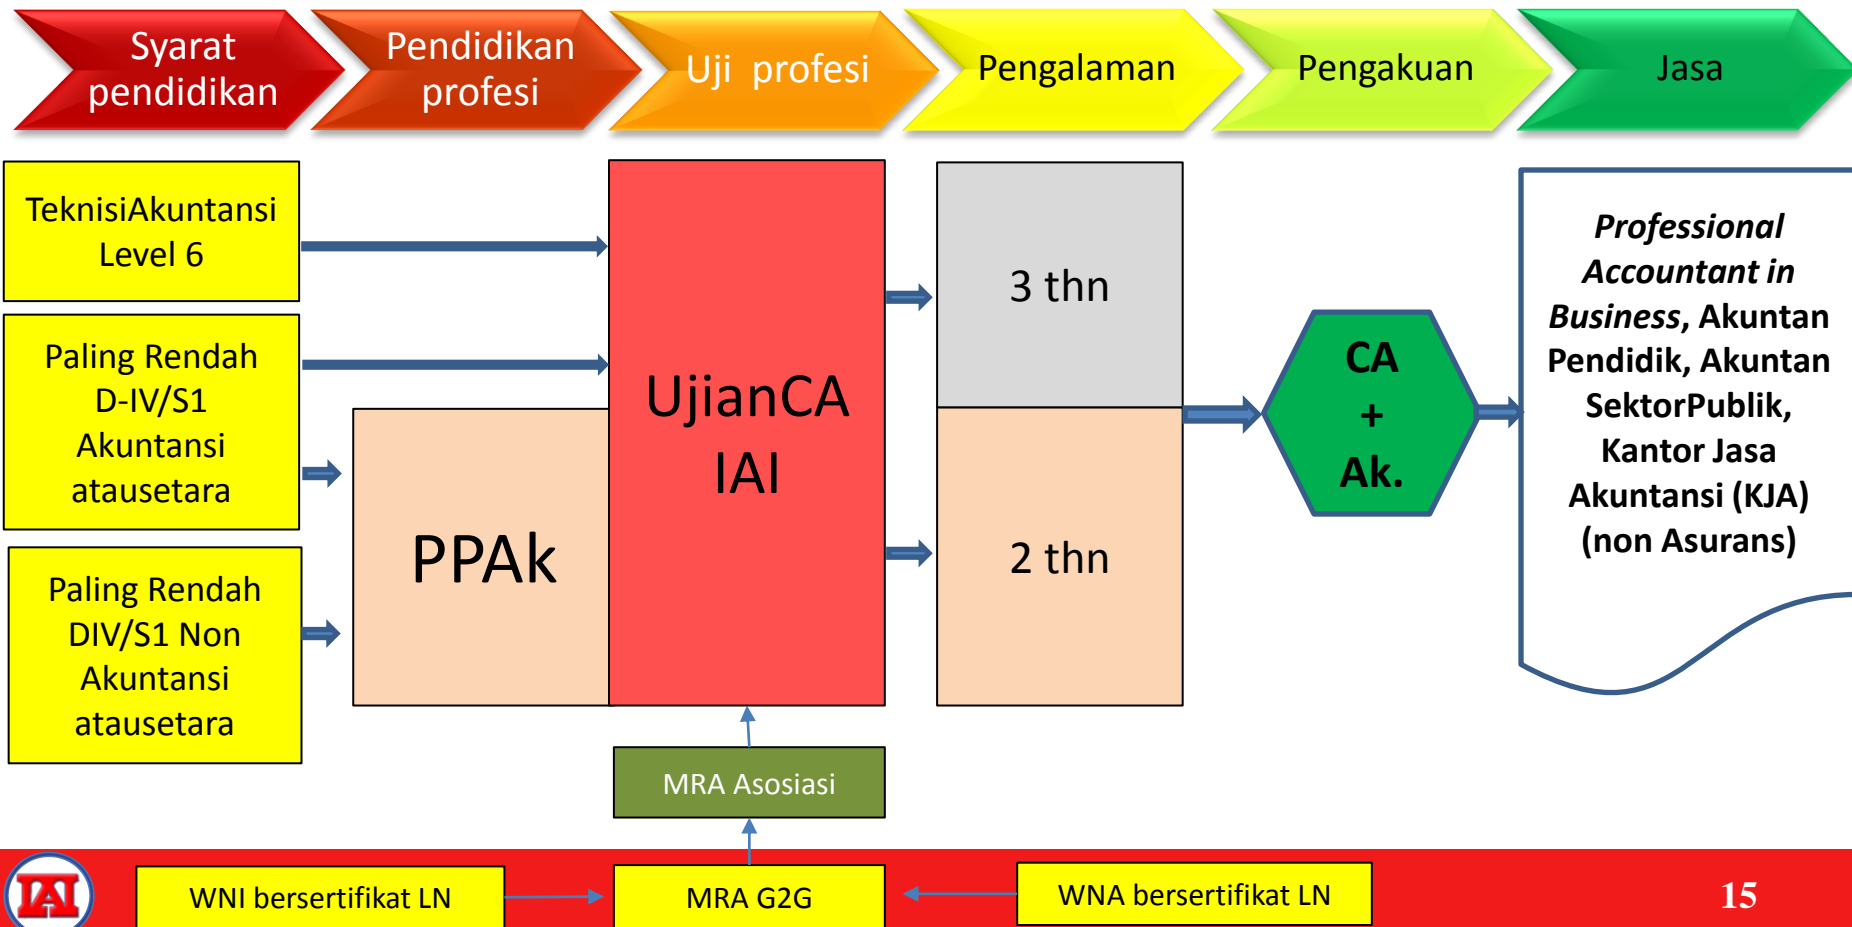 Syarat
pendidikan
Pendidikan
profesi
Uji profesi
Pengalaman
Pengakuan
Jasa
TeknisiAkuntansi
Level 6
Paling Rendah
D-IV/S1
Akuntansi
atausetara
Paling Rendah
DIV/S1 Non
Akuntansi
atausetara
PPAk
UjianCA
IAI
3 thn
2 thn
CA
+
Ak.
Professional
Accountant in
Business, Akuntan
Pendidik, Akuntan
SektorPublik,
Kantor Jasa
Akuntansi (KJA)
(non Asurans)
MRA Asosiasi
IAI
WNI bersertifikat LN
MRA G2G
WNA bersertifikat LN
15